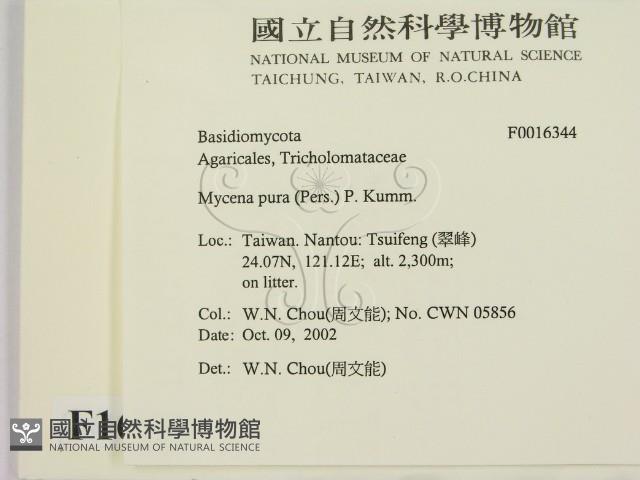 國立自然科學博物館
NATIONAL MUSEUM OF NATURAL SCIENCE
TAICHUNG, TAIWAN, R.O.CHINA
Basidiomycota F0016344
Agaricales, Tricholomataceae
Mycena pura (Pers.) P. Kumm.
Loc.: Taiwan. Nantou: Tsuifeng (翠峰)
24.07N, 121.12E; alt. 2,300m;
on litter.
Col.: W.N. Chou(周文能); No. CWN 05856
Date: Oct. 09, 2002
Det.: W.N. Chou(周文能)
國立自然科學博物館
NATIONAL MUSEUM OF NATURAL SCIENCE